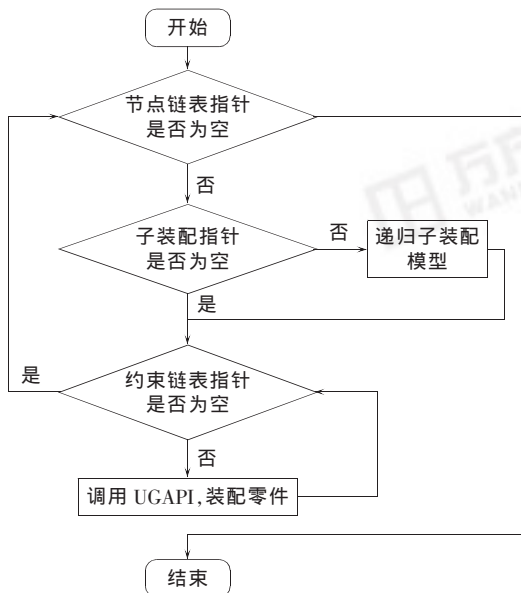 开始
节点链表指针
是否为空
否
子装配指针
是否为空
否
递归子装配
模型
是
约束链表指针
是否为空
是
否
调用 UGAPI,装配零件
结束